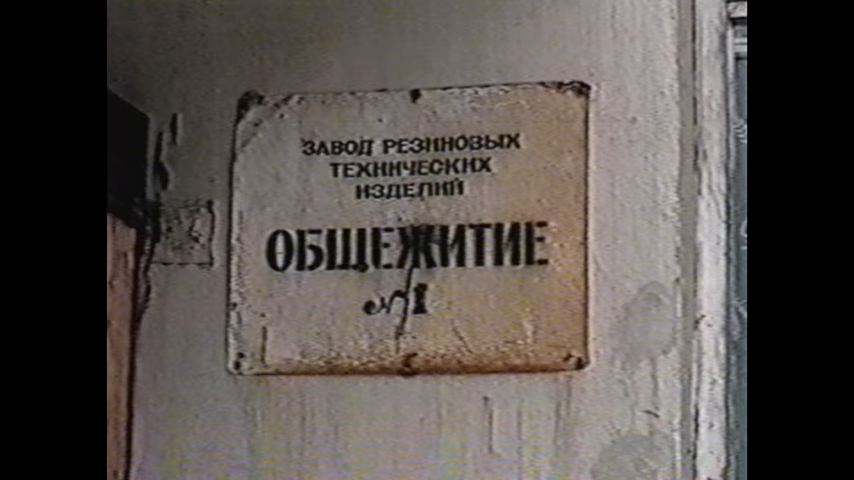 ЗАВОД РЕЗИНОВЫХ
ТЕХНИЧЕСКИХ
ИЗДЕЛИЙ
ОБЩЕЖИТИЕ
№1